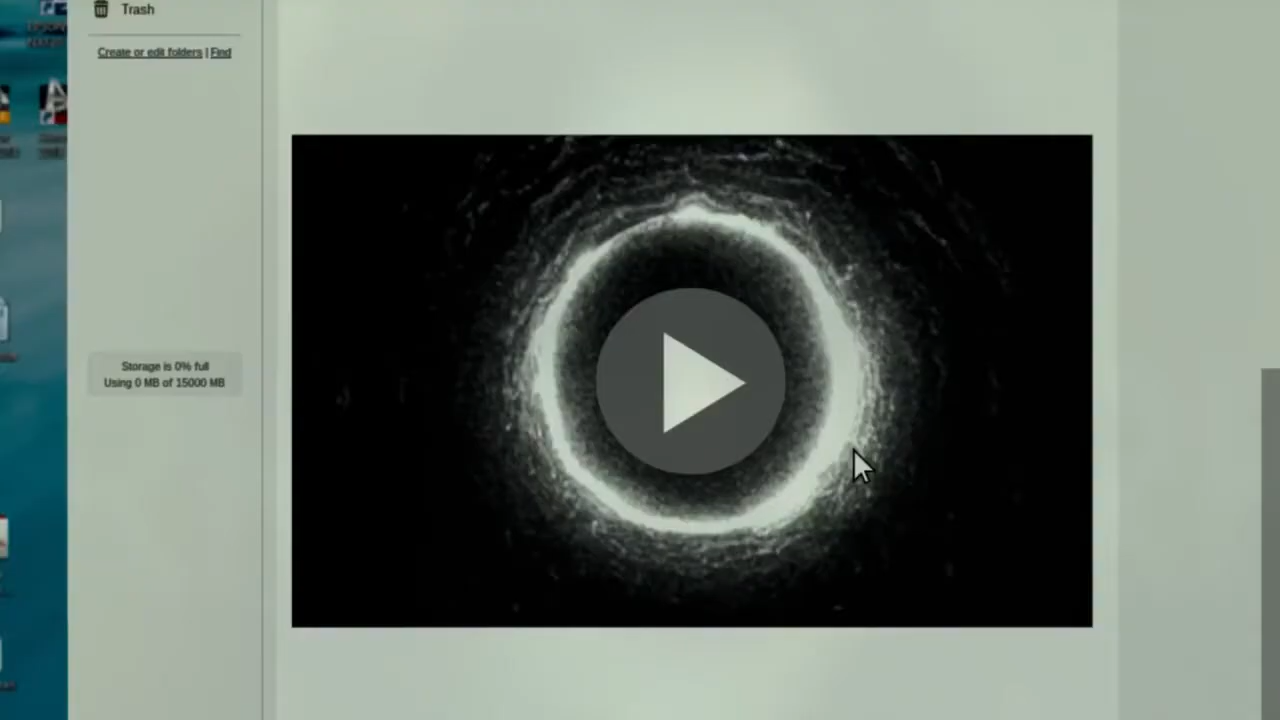 Trash
Create or edit folders | Find
Storage is 0% full
Using 0 MB of 15000 MB